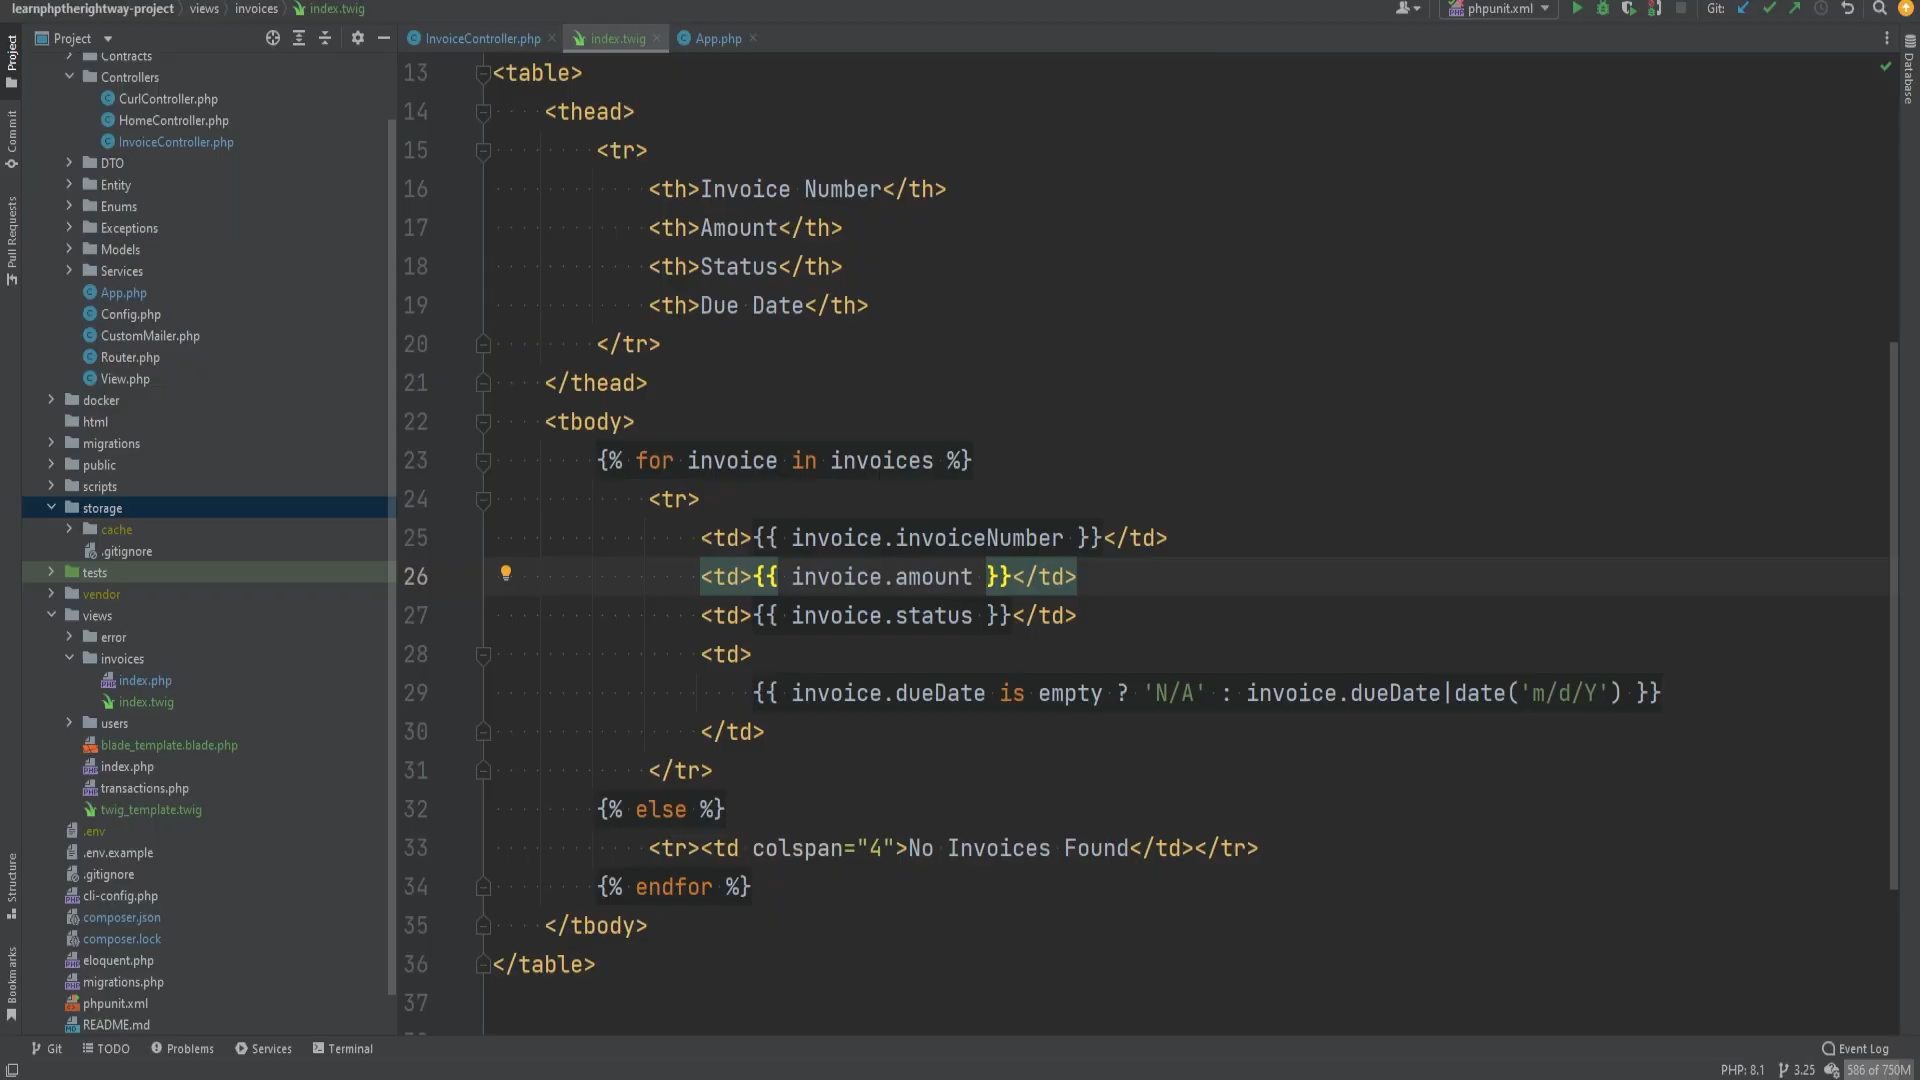 learnphptherightway-project views invoices index.twig
phpunit.xml Git:
Project
InvoiceController.php index.twig App.php
Project
Commit
Pull Requests
Structure
Bookmarks
Database
Contracts
Controllers
CurlController.php
HomeController.php
InvoiceController.php
DTO
Entity
Enums
Exceptions
Models
Services
App.php
Config.php
CustomMailer.php
Router.php
View.php
docker
html
migrations
public
scripts
storage
cache
.gitignore
tests
vendor
views
error
invoices
index.php
index.twig
users
blade_template.blade.php
index.php
transactions.php
twig_template.twig
.env
.env.example
.gitignore
cli-config.php
composer.json
composer.lock
eloquent.php
migrations.php
phpunit.xml
README.md
13 <table>
14 <thead>
15 <tr>
16 <th>Invoice Number</th>
17 <th>Amount</th>
18 <th>Status</th>
19 <th>Due Date</th>
20 </tr>
21 </thead>
22 <tbody>
23 {% for invoice in invoices %}
24 <tr>
25 <td>{{ invoice.invoiceNumber }}</td>
26 <td>{{ invoice.amount }}</td>
27 <td>{{ invoice.status }}</td>
28 <td>
29 {{ invoice.dueDate is empty ? 'N/A' : invoice.dueDate|date('m/d/Y') }}
30 </td>
31 </tr>
32 {% else %}
33 <tr><td colspan="4">No Invoices Found</td></tr>
34 {% endfor %}
35 </tbody>
36 </table>
37
Git TODO Problems Services Terminal Event Log
PHP: 8.1 3.25 586 of 750M